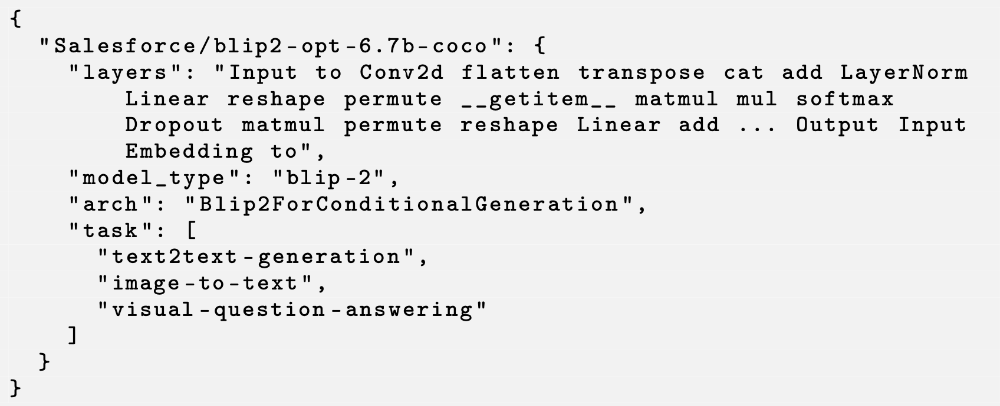 {
  "Salesforce/blip2-opt-6.7b-coco": {
    "layers": "Input to Conv2d flatten transpose cat add LayerNorm
        Linear reshape permute __getitem__ matmul mul softmax
        Dropout matmul permute reshape Linear add ... Output Input
        Embedding to",
    "model_type": "blip-2",
    "arch": "Blip2ForConditionalGeneration",
    "task": [
      "text2text-generation",
      "image-to-text",
      "visual-question-answering"
    ]
  }
}